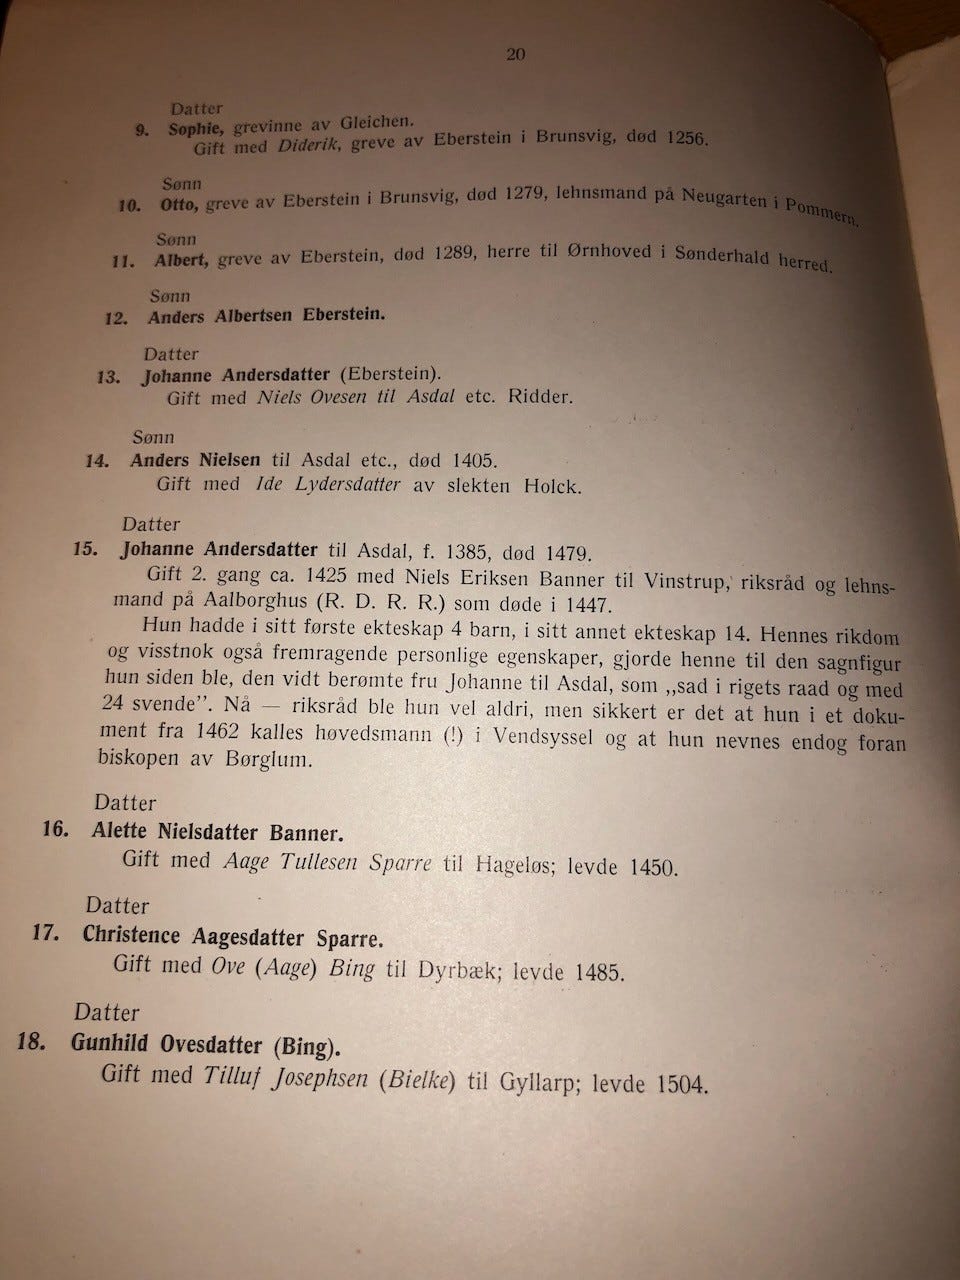 20
Datter
9. Sophie, grevinne av Gleichen.
Gift med Diderik, greve av Eberstein i Brunsvig, død 1256.
Sønn
10. Otto, greve av Eberstein i Brunsvig, død 1279, lehnsmand på Neugarten i Pommern.
Sønn
11. Albert, greve av Eberstein, død 1289, herre til Ørnhoved i Sønderhald herred.
Sønn
12. Anders Albertsen Eberstein.
Datter
13. Johanne Andersdatter (Eberstein).
Gift med Niels Ovesen til Asdal etc. Ridder.
Sønn
14. Anders Nielsen til Asdal etc., død 1405.
Gift med Ide Lydersdatter av slekten Holck.
Datter
15. Johanne Andersdatter til Asdal, f. 1385, død 1479.
Gift 2. gang ca. 1425 med Niels Eriksen Banner til Vinstrup, riksråd og lehns-
mand på Aalborghus (R. D. R. R.) som døde i 1447.
Hun hadde i sitt første ekteskap 4 barn, i sitt annet ekteskap 14. Hennes rikdom
og visstnok også fremragende personlige egenskaper, gjorde henne til den sagnfigur
hun siden ble, den vidt berømte fru Johanne til Asdal, som „sad i rigets raad og med
24 svende”. Nå — riksråd ble hun vel aldri, men sikkert er det at hun i et doku-
ment fra 1462 kalles høvedsmann (!) i Vendsyssel og at hun nevnes endog foran
biskopen av Børglum.
Datter
16. Alette Nielsdatter Banner.
Gift med Aage Tullesen Sparre til Hageløs; levde 1450.
Datter
17. Christence Aagesdatter Sparre.
Gift med Ove (Aage) Bing til Dyrbæk; levde 1485.
Datter
18. Gunhild Ovesdatter (Bing).
Gift med Tilluf Josephsen (Bielke) til Gyllarp; levde 1504.